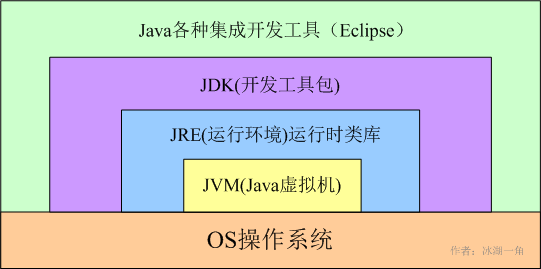 Java各种集成开发工具（Eclipse）
JDK(开发工具包)
JRE(运行环境)运行时类库
JVM(Java虚拟机)
OS操作系统
作者：冰湖一角